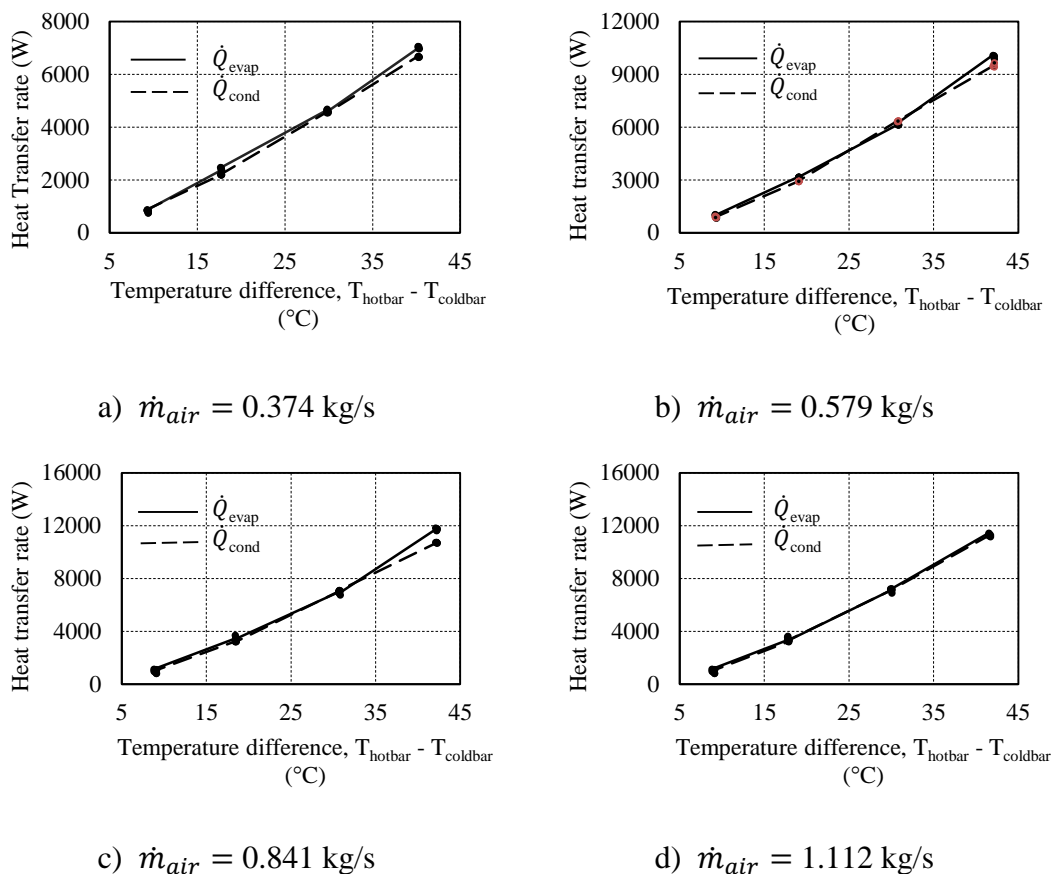 8000
6000
4000
2000
0
Heat Transfer rate (W)
Q̇evap
Q̇cond
5 15 25 35 45
Temperature difference, Thotbar - Tcoldbar
(°C)
a) ṁair = 0.374 kg/s
12000
9000
6000
3000
0
Heat transfer rate (W)
Q̇evap
Q̇cond
5 15 25 35 45
Temperature difference, Thotbar - Tcoldbar
(°C)
b) ṁair = 0.579 kg/s
16000
12000
8000
4000
0
Heat transfer rate (W)
Q̇evap
Q̇cond
5 15 25 35 45
Temperature difference, Thotbar - Tcoldbar
(°C)
c) ṁair = 0.841 kg/s
16000
12000
8000
4000
0
Heat transfer rate (W)
Q̇evap
Q̇cond
5 15 25 35 45
Temperature difference, Thotbar - Tcoldbar
(°C)
d) ṁair = 1.112 kg/s